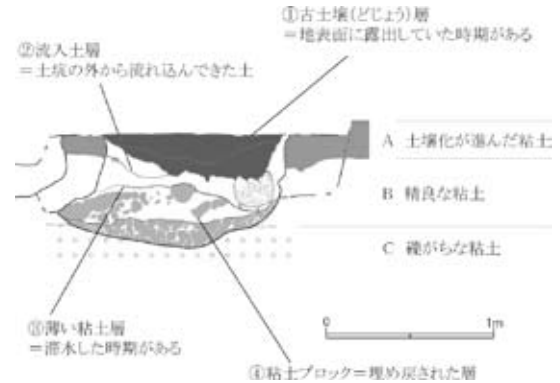 ①古土壌(どじょう)層
=地表面に露出していた時期がある
②流入土層
=土坑の外から流れ込んできた土
A 土壌化が進んだ粘土
B 精良な粘土
C 礫がちな粘土
③薄い粘土層
=滞水した時期がある
0 1m
④粘土ブロック=埋め戻された層